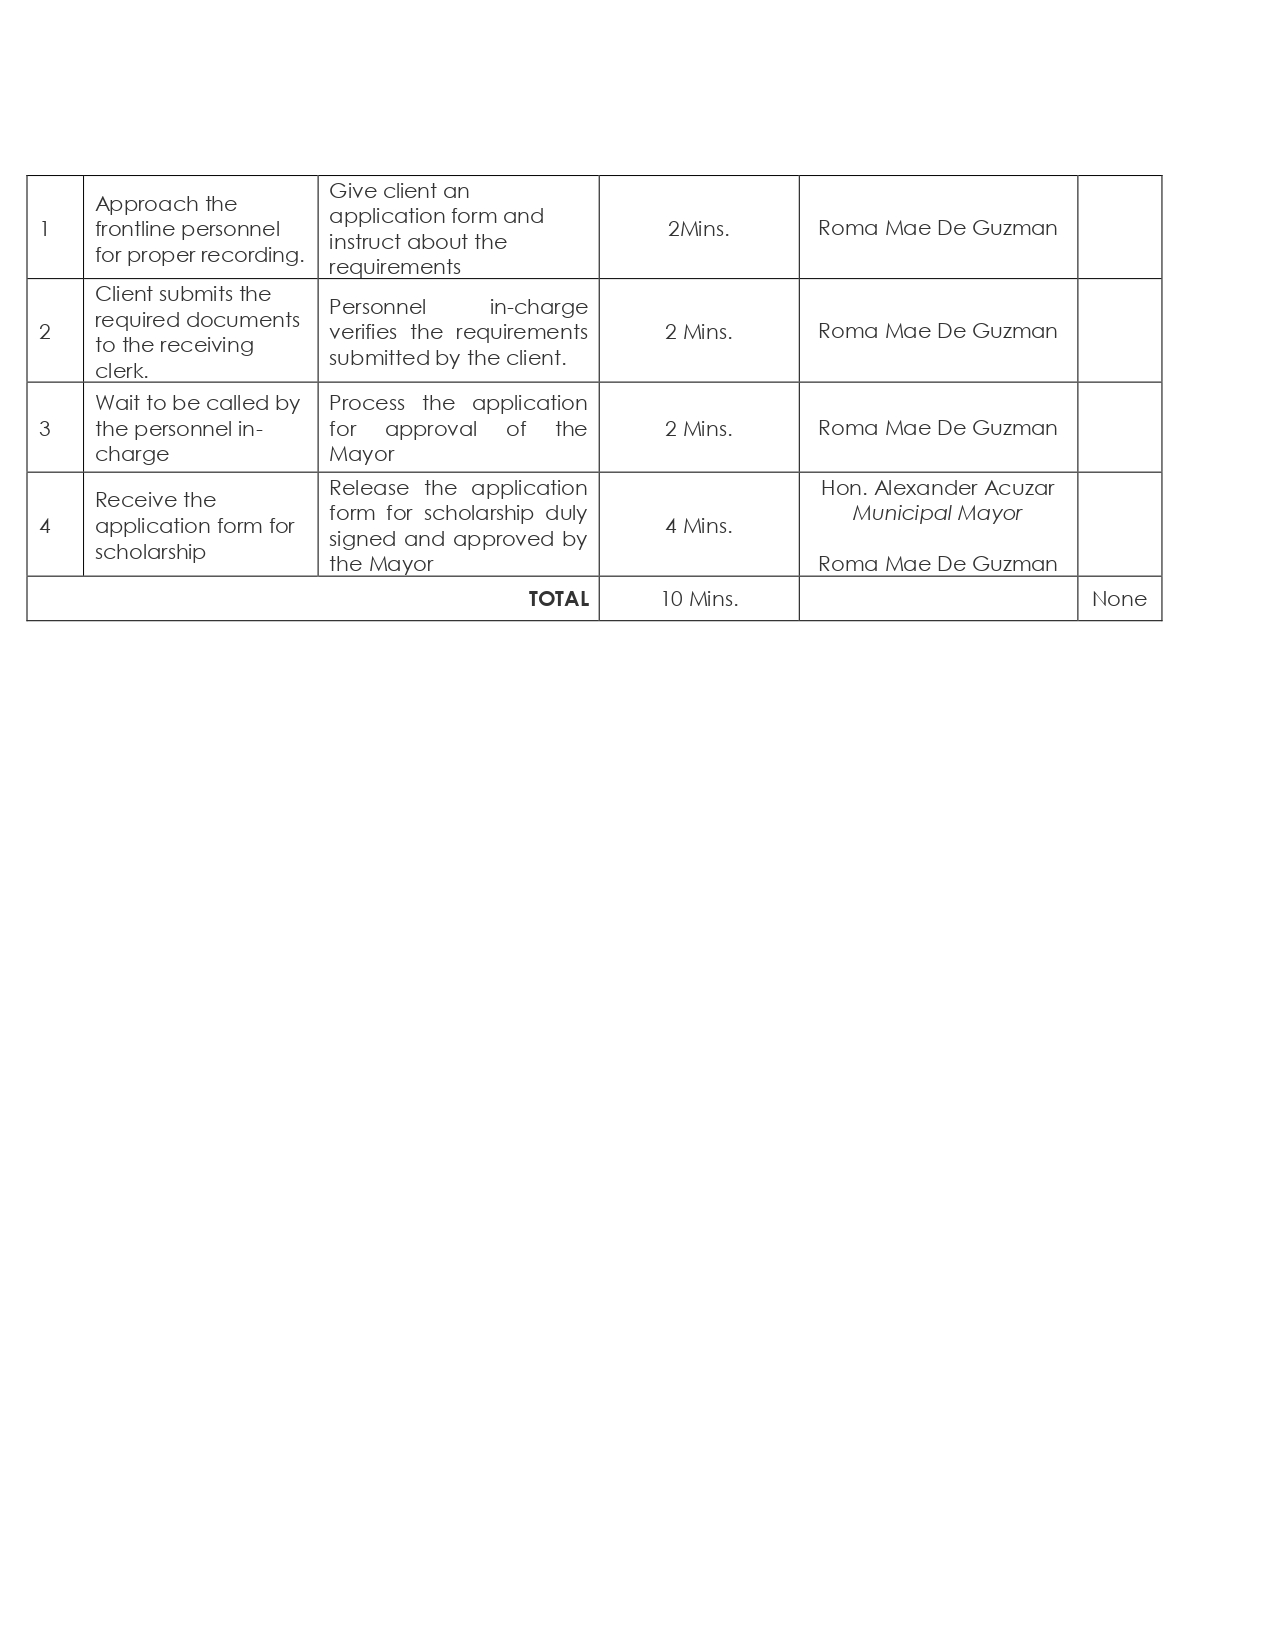 1
Approach the
frontline personnel
for proper recording.
Give client an
application form and
instruct about the
requirements
2Mins.
Roma Mae De Guzman
2
Client submits the
required documents
to the receiving
clerk.
Personnel in-charge
verifies the requirements
submitted by the client.
2 Mins.
Roma Mae De Guzman
3
Wait to be called by
the personnel in-
charge
Process the application
for approval of the
Mayor
2 Mins.
Roma Mae De Guzman
4
Receive the
application form for
scholarship
Release the application
form for scholarship duly
signed and approved by
the Mayor
4 Mins.
Hon. Alexander Acuzar
Municipal Mayor
Roma Mae De Guzman
TOTAL
10 Mins.
None